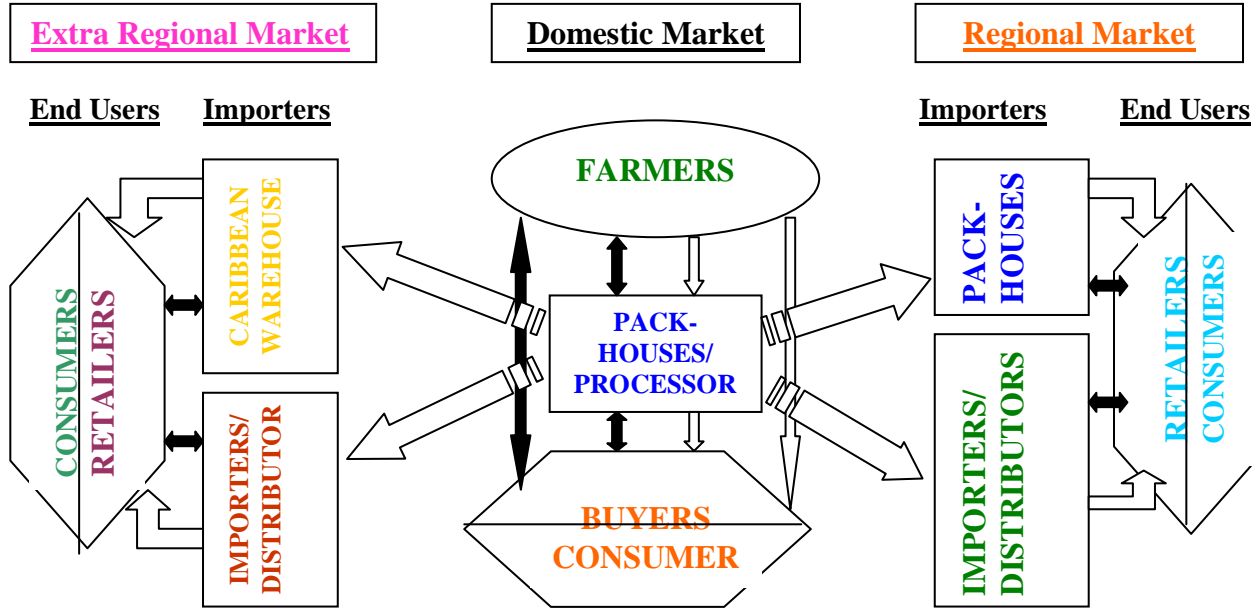 Extra Regional Market
Domestic Market
Regional Market
End Users
Importers
Importers
End Users
CONSUMERS
RETAILERS
CARIBBEAN
WAREHOUSE
IMPORTERS/
DISTRIBUTOR
FARMERS
PACK-
HOUSES/
PROCESSOR
BUYERS
CONSUMER
PACK-
HOUSES
IMPORTERS/
DISTRIBUTORS
RETAILERS
CONSUMERS